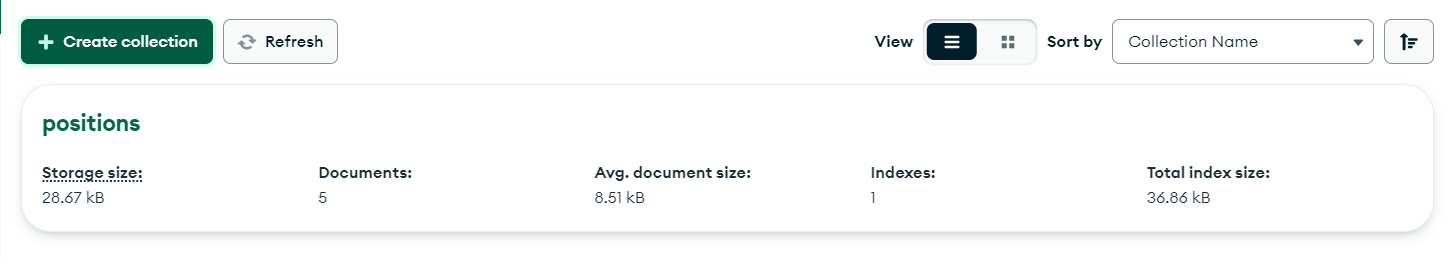 Create collection Refresh View Sort by Collection Name
positions
Storage size: Documents: Avg. document size: Indexes: Total index size:
28.67 kB 5 8.51 kB 1 36.86 kB